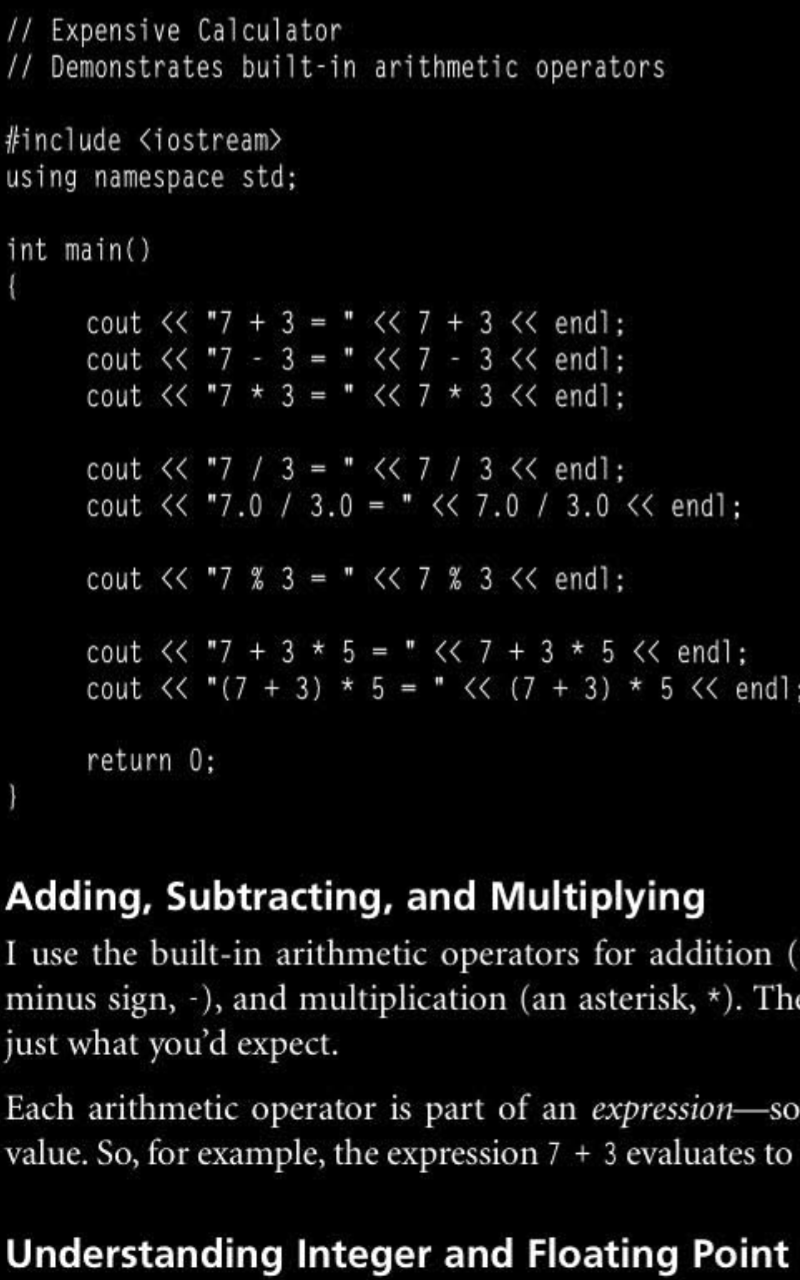 // Expensive Calculator
// Demonstrates built-in arithmetic operators
#include <iostream>
using namespace std;
int main()
{
cout << "7 + 3 = " << 7 + 3 << endl;
cout << "7 - 3 = " << 7 - 3 << endl;
cout << "7 * 3 = " << 7 * 3 << endl;
cout << "7 / 3 = " << 7 / 3 << endl;
cout << "7.0 / 3.0 = " << 7.0 / 3.0 << endl;
cout << "7 % 3 = " << 7 % 3 << endl;
cout << "7 + 3 * 5 = " << 7 + 3 * 5 << endl;
cout << "(7 + 3) * 5 = " << (7 + 3) * 5 << endl;
return 0;
}
Adding, Subtracting, and Multiplying
I use the built-in arithmetic operators for addition (
minus sign, -), and multiplication (an asterisk, *). The
just what you’d expect.
Each arithmetic operator is part of an expression—so
value. So, for example, the expression 7 + 3 evaluates to
Understanding Integer and Floating Point